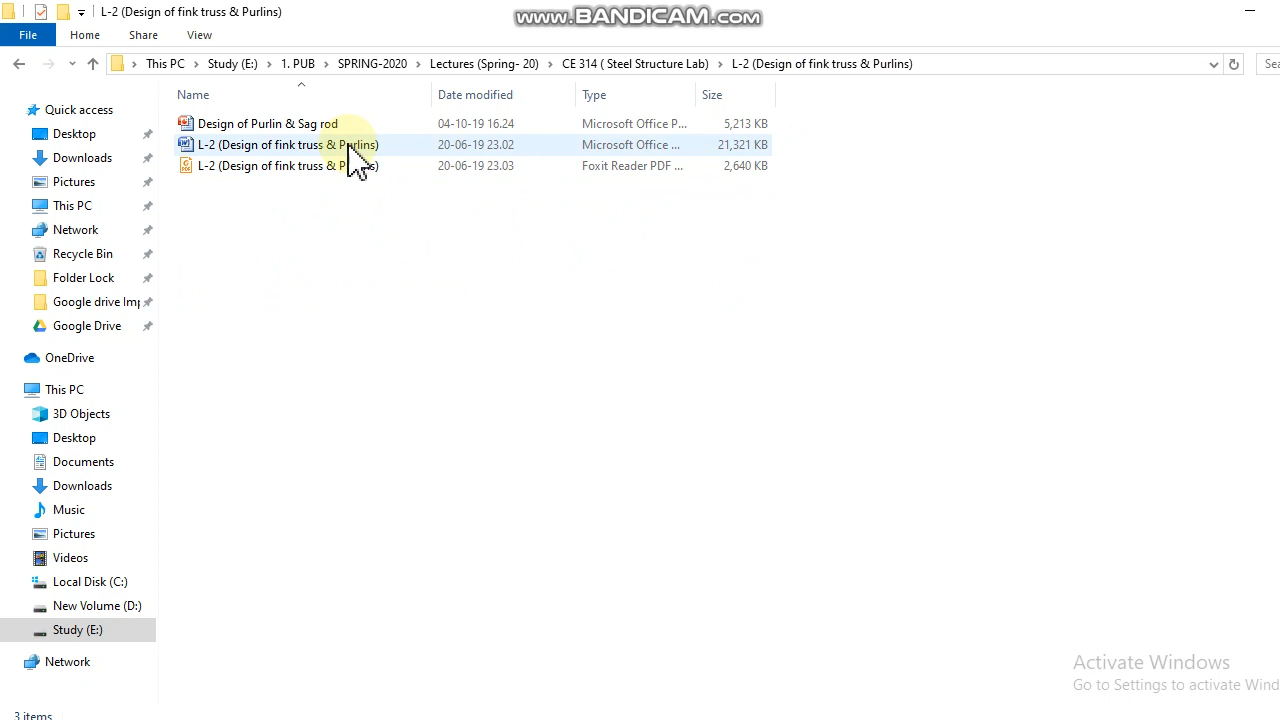 L-2 (Design of fink truss & Purlins)
www.BANDICAM.com
File Home Share View
This PC Study (E:) 1. PUB SPRING-2020 Lectures (Spring- 20) CE 314 ( Steel Structure Lab) L-2 (Design of fink truss & Purlins)
Name Date modified Type Size
Design of Purlin & Sag rod 04-10-19 16.24 Microsoft Office P... 5,213 KB
L-2 (Design of fink truss & Purlins) 20-06-19 23.02 Microsoft Office ... 21,321 KB
L-2 (Design of fink truss & 20-06-19 23.03 Foxit Reader PDF ... 2,640 KB
Quick access
Desktop
Downloads
Pictures
This PC
Network
Recycle Bin
Folder Lock
Google drive Imp
Google Drive
OneDrive
This PC
3D Objects
Desktop
Documents
Downloads
Music
Pictures
Videos
Local Disk (C:)
New Volume (D:)
Study (E:)
Network
3 items
Activate Windows
Go to Settings to activate Wind